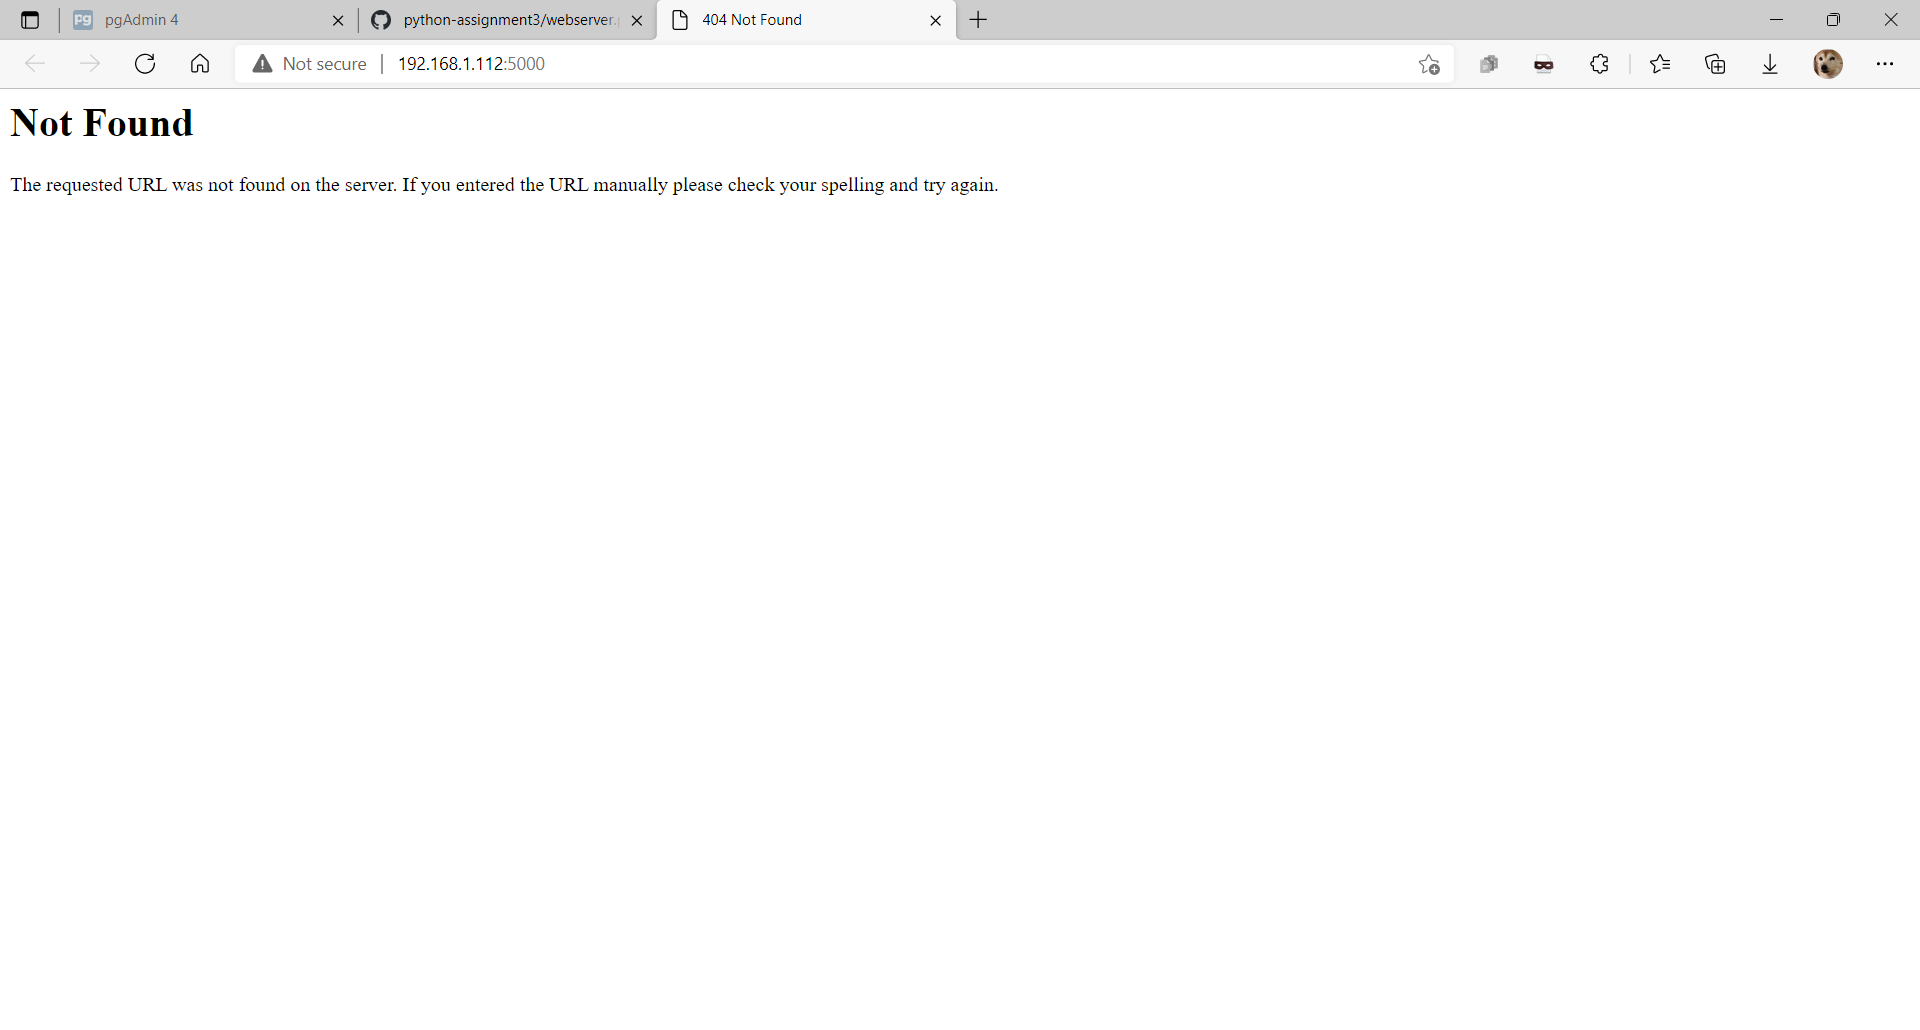 pgAdmin 4
python-assignment3/webserver.
404 Not Found
Not secure
192.168.1.112:5000
Not Found
The requested URL was not found on the server. If you entered the URL manually please check your spelling and try again.